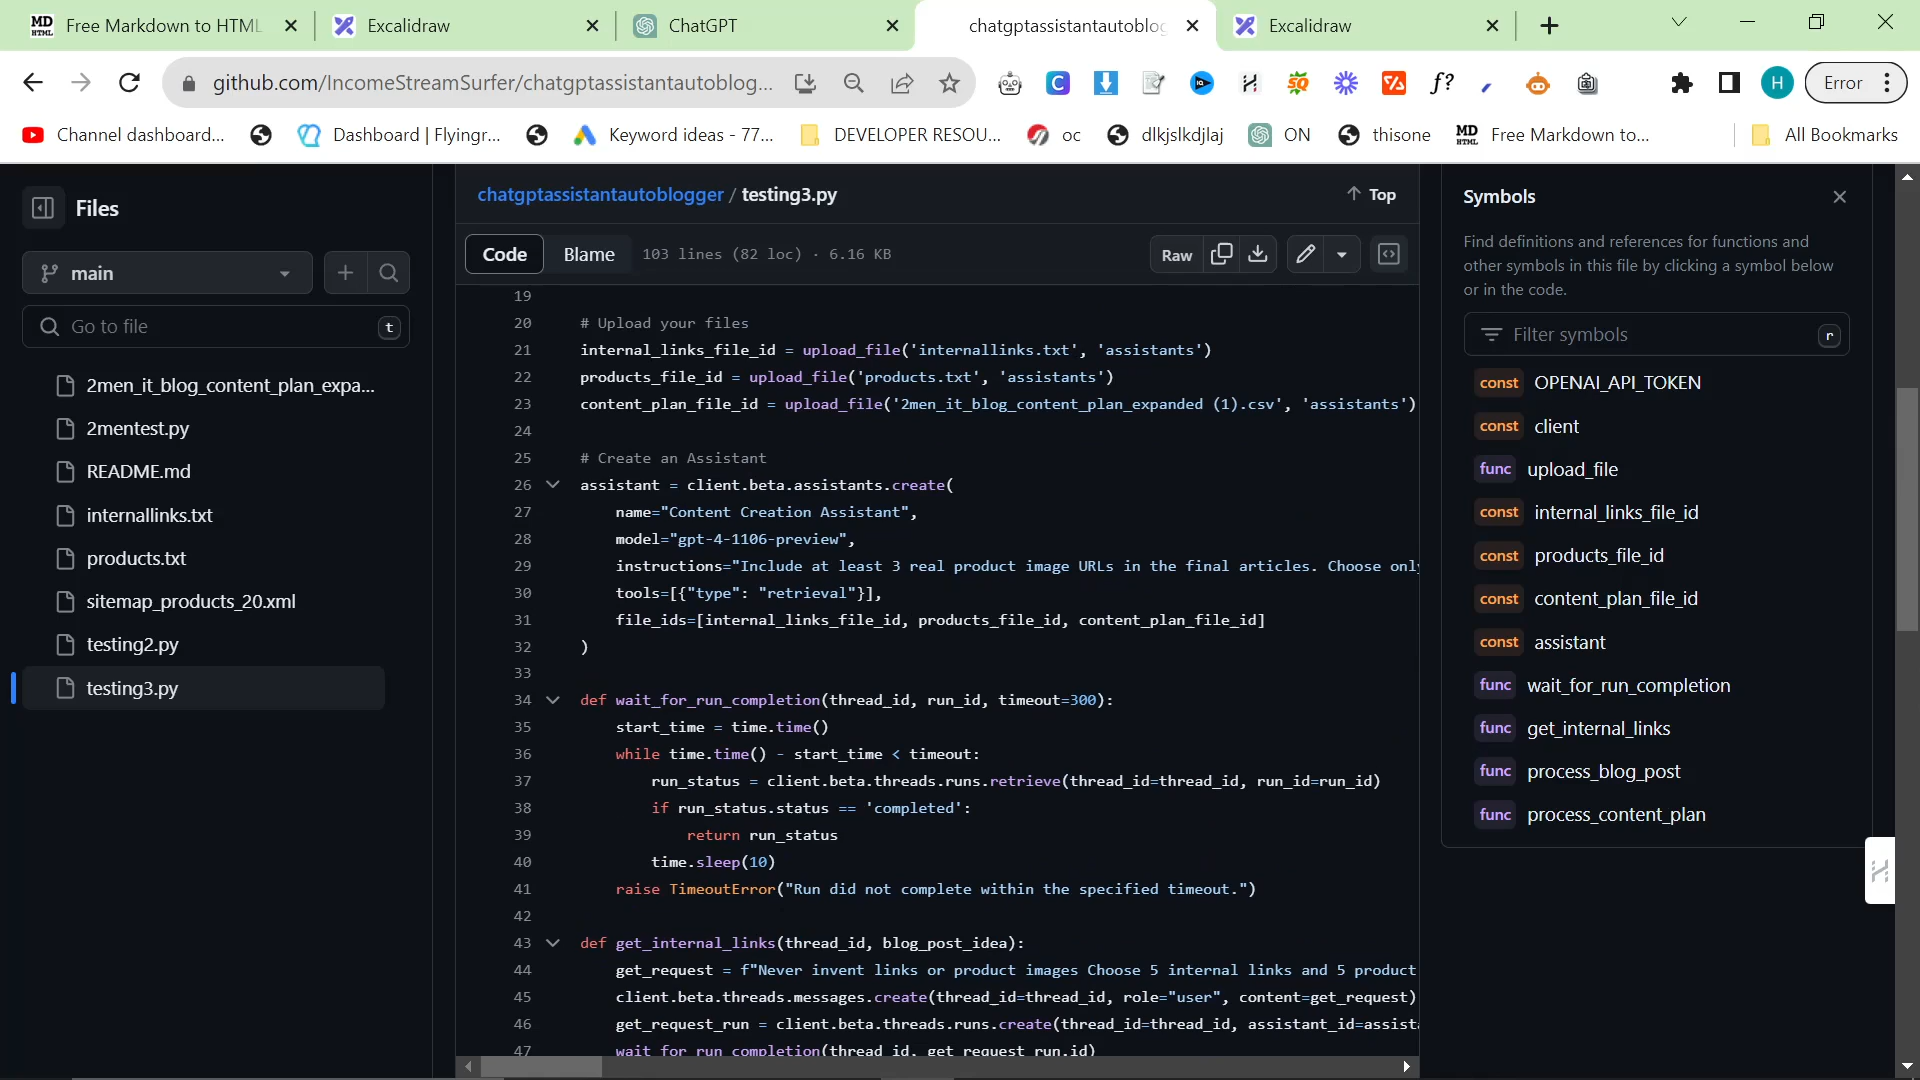 MD HTML Free Markdown to HTML
Excalidraw
ChatGPT
chatgptassistantautoblog
Excalidraw
github.com/IncomeStreamSurfer/chatgptassistantautoblog...
H
Error
Channel dashboard...
Dashboard | Flyingr...
Keyword ideas - 77...
DEVELOPER RESOU...
oc
dlkjslkdjlaj
ON
thisone
MD HTML Free Markdown to...
All Bookmarks
Files
main
Go to file
t
2men_it_blog_content_plan_expa...
2mentest.py
README.md
internallinks.txt
products.txt
sitemap_products_20.xml
testing2.py
testing3.py
chatgptassistantautoblogger / testing3.py
Top
Code Blame 103 lines (82 loc) · 6.16 KB
Raw
19
20 # Upload your files
21 internal_links_file_id = upload_file('internallinks.txt', 'assistants')
22 products_file_id = upload_file('products.txt', 'assistants')
23 content_plan_file_id = upload_file('2men_it_blog_content_plan_expanded (1).csv', 'assistants')
24
25 # Create an Assistant
26 assistant = client.beta.assistants.create(
27 name="Content Creation Assistant",
28 model="gpt-4-1106-preview",
29 instructions="Include at least 3 real product image URLs in the final articles. Choose only
30 tools=[{"type": "retrieval"}],
31 file_ids=[internal_links_file_id, products_file_id, content_plan_file_id]
32 )
33
34 def wait_for_run_completion(thread_id, run_id, timeout=300):
35 start_time = time.time()
36 while time.time() - start_time < timeout:
37 run_status = client.beta.threads.runs.retrieve(thread_id=thread_id, run_id=run_id)
38 if run_status.status == 'completed':
39 return run_status
40 time.sleep(10)
41 raise TimeoutError("Run did not complete within the specified timeout.")
42
43 def get_internal_links(thread_id, blog_post_idea):
44 get_request = f"Never invent links or product images Choose 5 internal links and 5 product
45 client.beta.threads.messages.create(thread_id=thread_id, role="user", content=get_request)
46 get_request_run = client.beta.threads.runs.create(thread_id=thread_id, assistant_id=assista
47 wait_for_run_completion(thread_id, get_request_run.id)
Symbols
Find definitions and references for functions and
other symbols in this file by clicking a symbol below
or in the code.
Filter symbols
r
const OPENAI_API_TOKEN
const client
func upload_file
const internal_links_file_id
const products_file_id
const content_plan_file_id
const assistant
func wait_for_run_completion
func get_internal_links
func process_blog_post
func process_content_plan